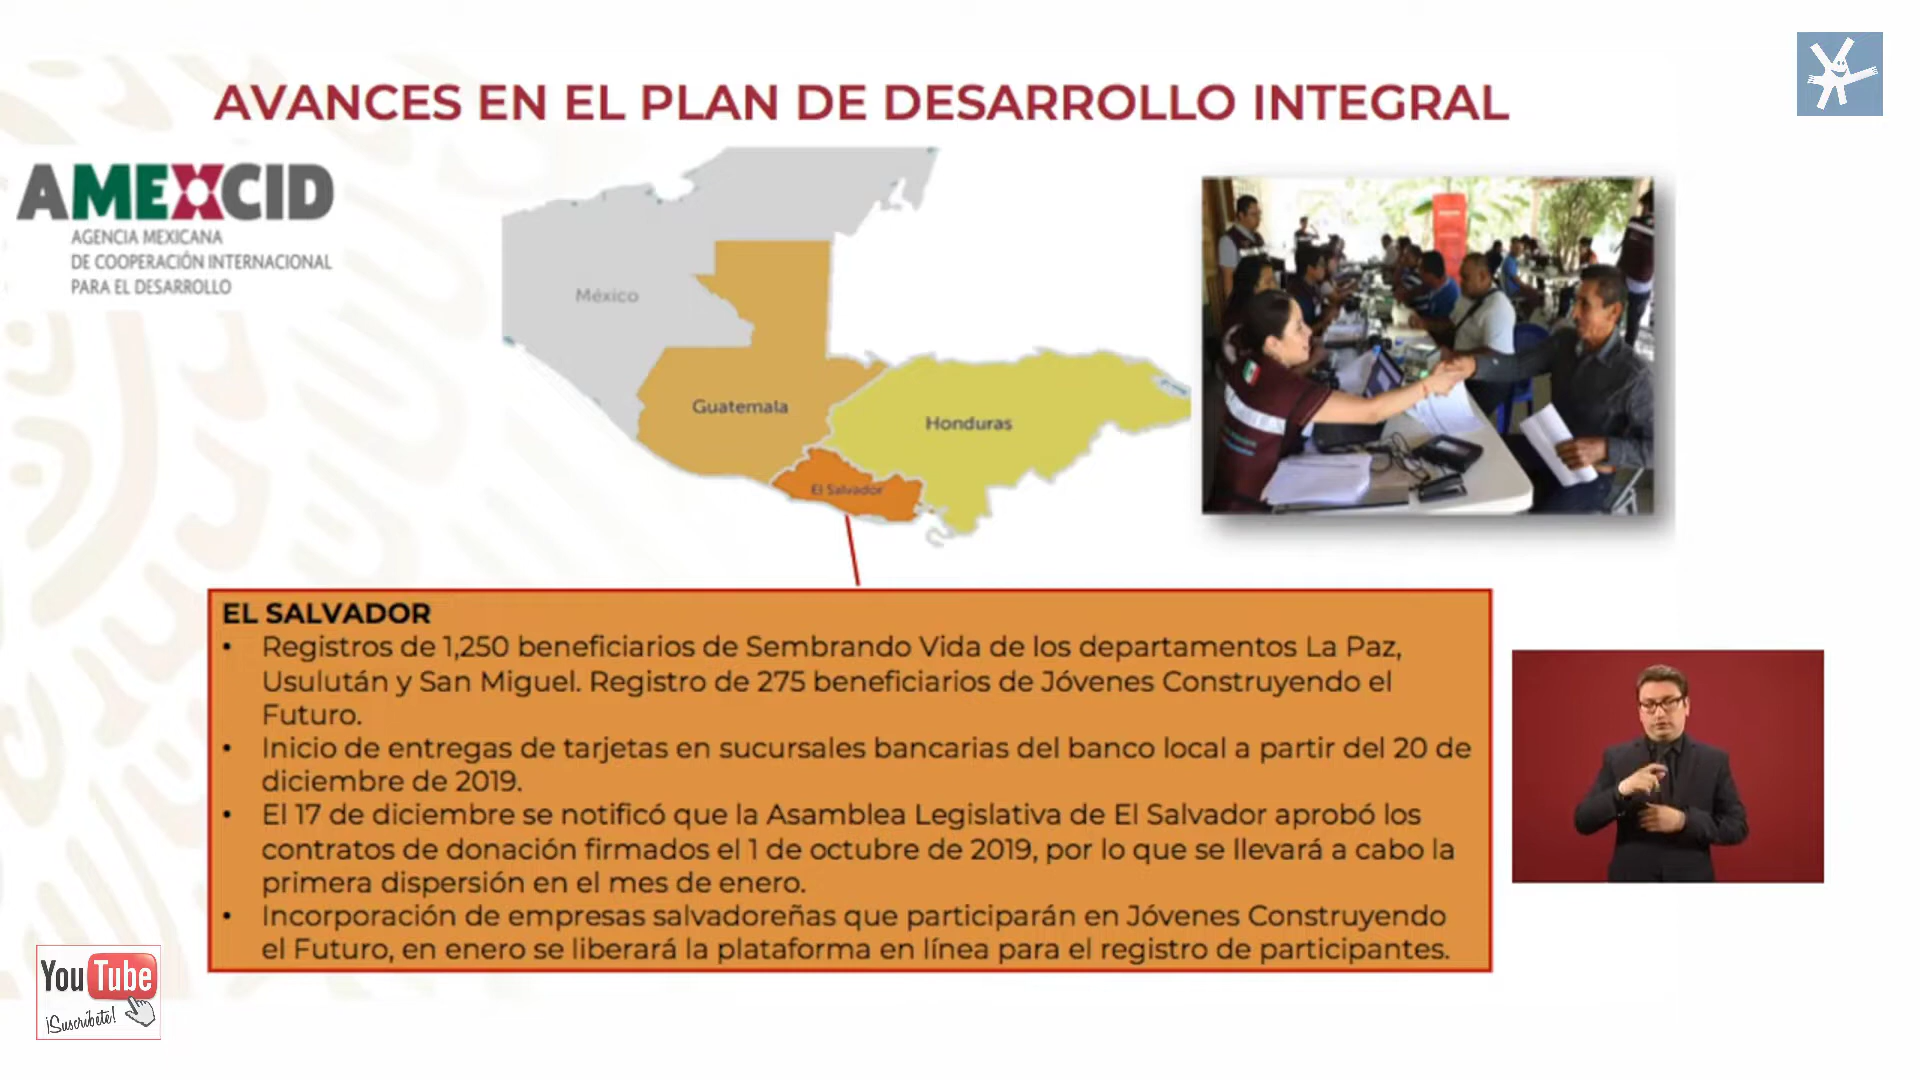 AVANCES EN EL PLAN DE DESARROLLO INTEGRAL
AMEXCID
AGENCIA MEXICANA
DE COOPERACIÓN INTERNACIONAL
PARA EL DESARROLLO
México
Guatemala
Honduras
El Salvador
EL SALVADOR
• Registros de 1,250 beneficiarios de Sembrando Vida de los departamentos La Paz,
Usulután y San Miguel. Registro de 275 beneficiarios de Jóvenes Construyendo el
Futuro.
• Inicio de entregas de tarjetas en sucursales bancarias del banco local a partir del 20 de
diciembre de 2019.
• El 17 de diciembre se notificó que la Asamblea Legislativa de El Salvador aprobó los
contratos de donación firmados el 1 de octubre de 2019, por lo que se llevará a cabo la
primera dispersión en el mes de enero.
• Incorporación de empresas salvadoreñas que participarán en Jóvenes Construyendo
el Futuro, en enero se liberará la plataforma en línea para el registro de participantes.
YouTube
¡Suscríbete!